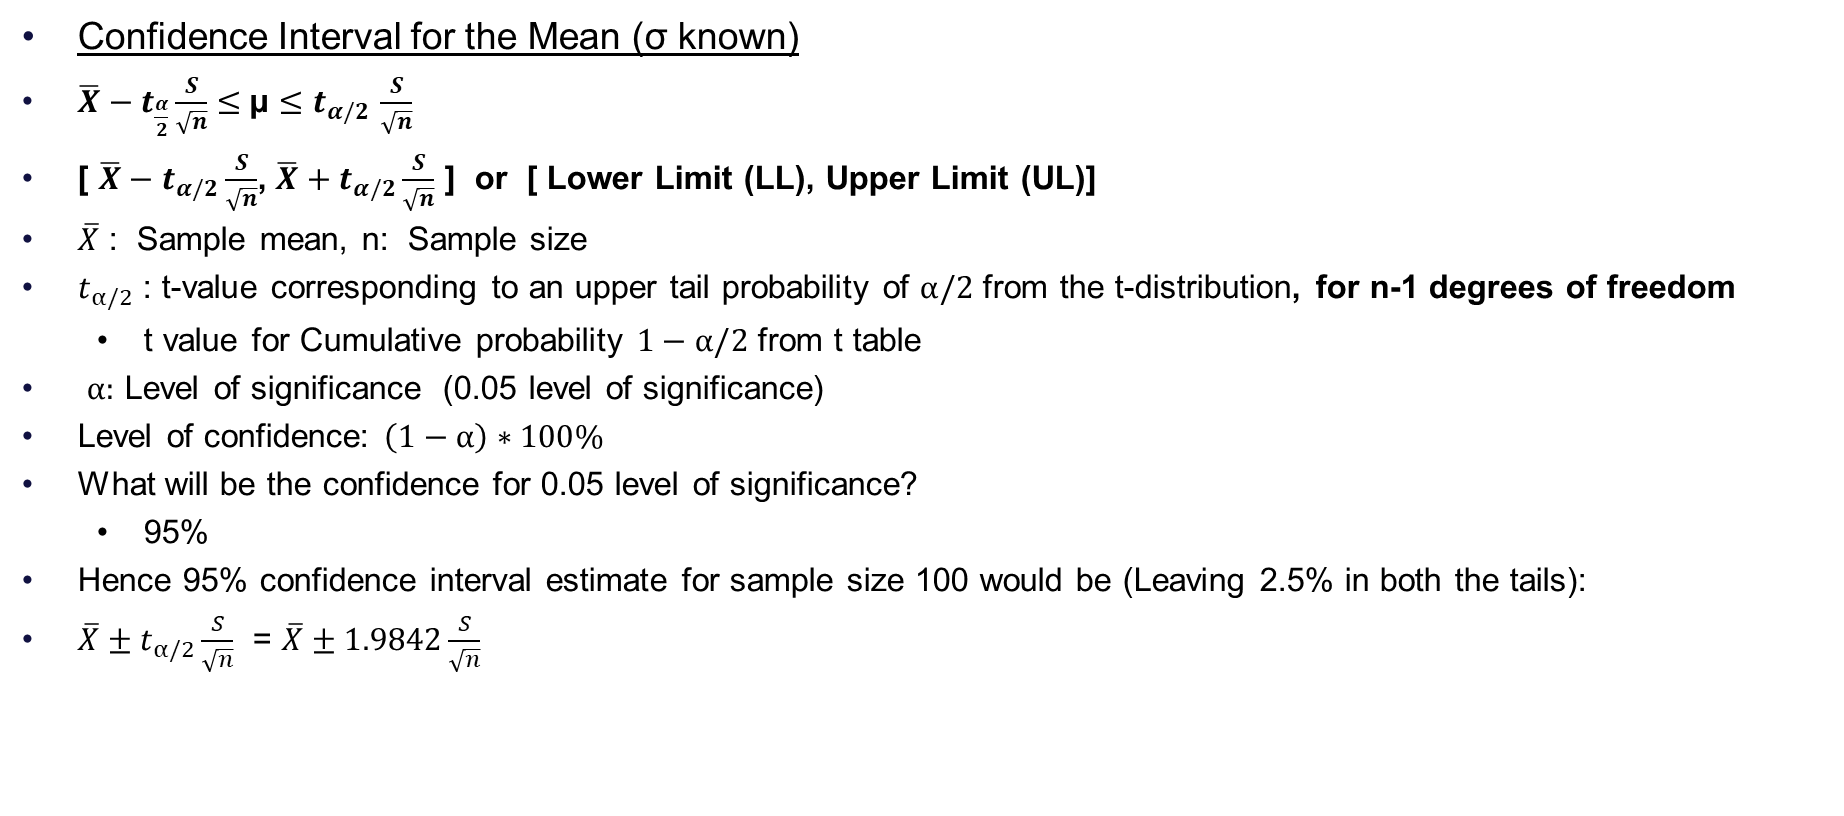 • Confidence Interval for the Mean (σ known)
• X̄ − t_(α/2) S/√n ≤ μ ≤ t_(α/2) S/√n
• [ X̄ − t_(α/2) S/√n, X̄ + t_(α/2) S/√n ] or [ Lower Limit (LL), Upper Limit (UL)]
• X̄ : Sample mean, n: Sample size
• t_(α/2) : t-value corresponding to an upper tail probability of α/2 from the t-distribution, for n-1 degrees of freedom
• t value for Cumulative probability 1 − α/2 from t table
• α: Level of significance (0.05 level of significance)
• Level of confidence: (1 − α) ∗ 100%
• What will be the confidence for 0.05 level of significance?
• 95%
• Hence 95% confidence interval estimate for sample size 100 would be (Leaving 2.5% in both the tails):
• X̄ ± t_(α/2) S/√n = X̄ ± 1.9842 S/√n